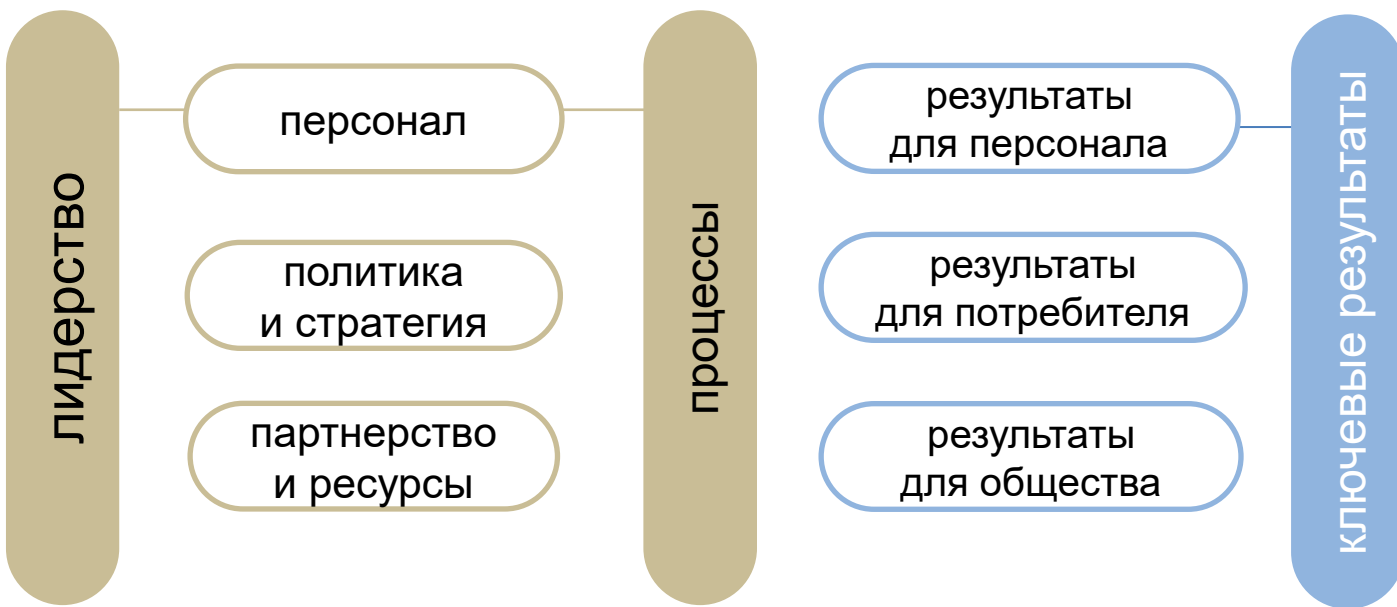 лидерство
персонал
политика
и стратегия
партнерство
и ресурсы
процессы
результаты
для персонала
результаты
для потребителя
результаты
для общества
ключевые результаты